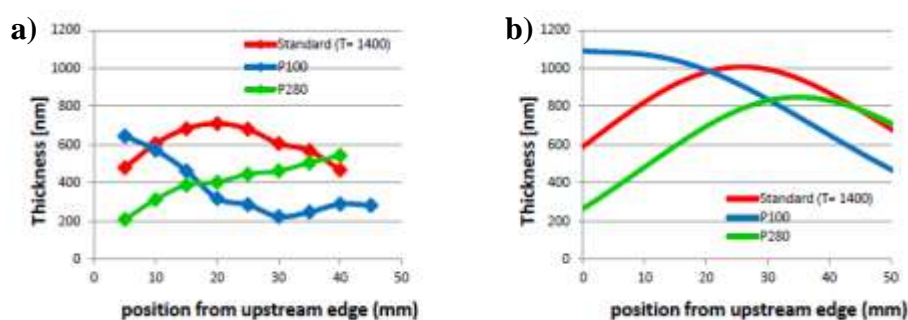 a)
1200
1000
800
600
400
200
0
Thickness [nm]
Standard (T= 1400)
P100
P280
0 10 20 30 40 50
position from upstream edge (mm)
b)
1200
1000
800
600
400
200
0
Thickness [nm]
Standard (T= 1400)
P100
P280
0 10 20 30 40 50
position from upstream edge (mm)